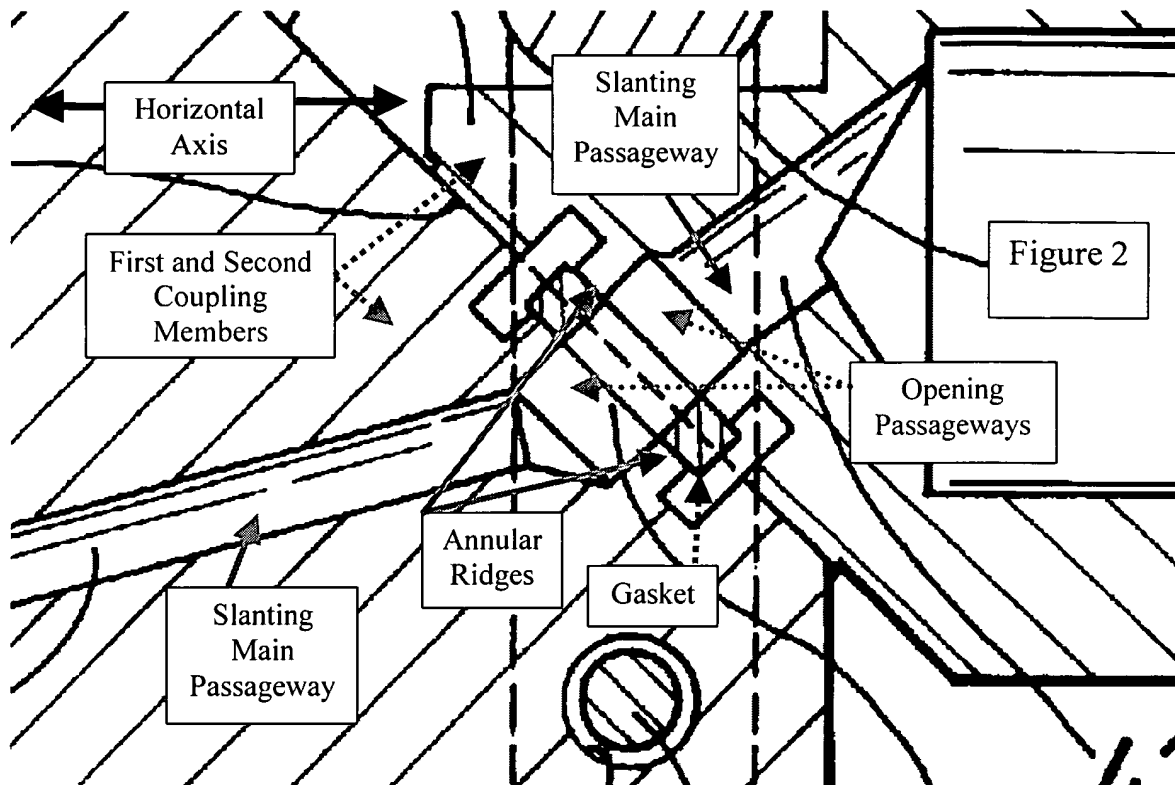 Horizontal
Axis
Slanting
Main
Passageway
First and Second
Coupling
Members
Figure 2
Opening
Passageways
Annular
Ridges
Gasket
Slanting
Main
Passageway